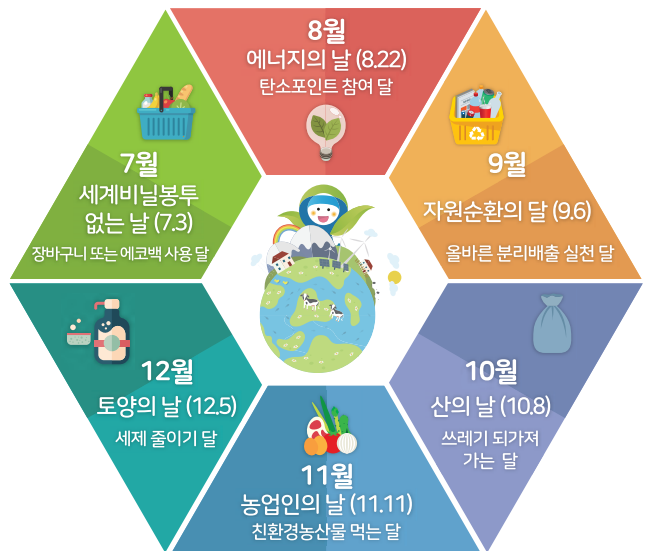 8월
에너지의 날 (8.22)
탄소포인트 참여 달
7월
세계비닐봉투
없는 날 (7.3)
장바구니 또는 에코백 사용 달
9월
자원순환의 달 (9.6)
올바른 분리배출 실천 달
12월
토양의 날 (12.5)
세제 줄이기 달
10월
산의 날 (10.8)
쓰레기 되가져
가는 달
11월
농업인의 날 (11.11)
친환경농산물 먹는 달